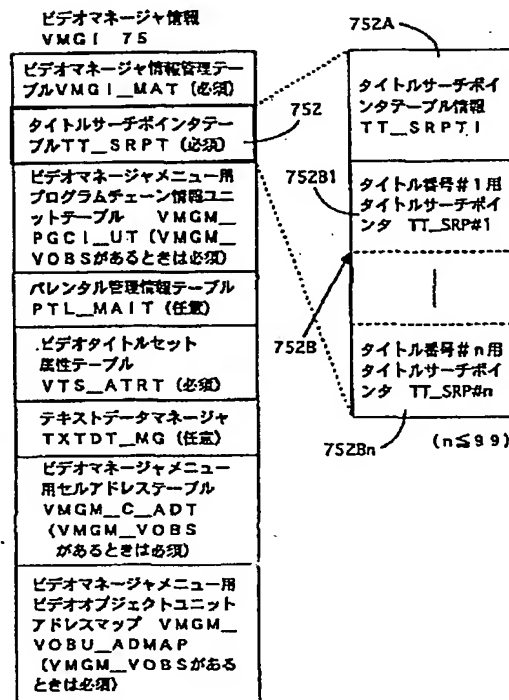 ビデオマネージャ情報
VMGI 75
ビデオマネージャ情報管理テー
ブルVMGI_MAT (必須)
タイトルサーチポインタテー
ブルTT_SRPT (必須)
ビデオマネージャメニュー用
プログラムチェーン情報ユニ
ットテーブル VMGM_
PGCI_UT (VMGM_
VOBSがあるときは必須)
パレンタル管理情報テーブル
PTL_MAIT (任意)
ビデオタイトルセット
属性テーブル
VTS_ATRT (必須)
テキストデータマネージャ
TXTDT_MG (任意)
ビデオマネージャメニュー
用セルアドレステーブル
VMGM_C_ADT
(VMGM_VOBS
があるときは必須)
ビデオマネージャメニュー用
ビデオオブジェクトユニット
アドレスマップ VMGM_
VOBU_ADMAP
(VMGM_VOBSがある
ときは必須)
752
752A
タイトルサーチポイ
ンタテーブル情報
TT_SRPTI
752B1
タイトル番号#1用
タイトルサーチポイ
ンタ TT_SRP#1
752B
タイトル番号#n用
タイトルサーチポイ
ンタ TT_SRP#n
752Bn
(n≦99)